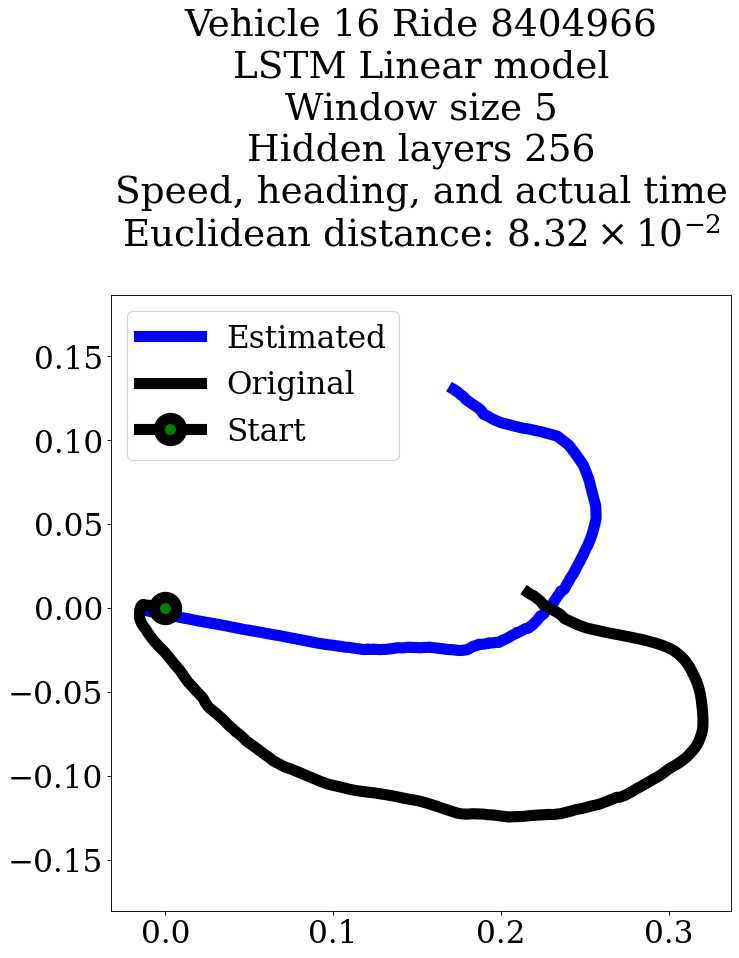 Vehicle 16 Ride 8404966
LSTM Linear model
Window size 5
Hidden layers 256
Speed, heading, and actual time
Euclidean distance: 8.32 × 10⁻²
Estimated
Original
Start
0.15
0.10
0.05
0.00
−0.05
−0.10
−0.15
0.0 0.1 0.2 0.3